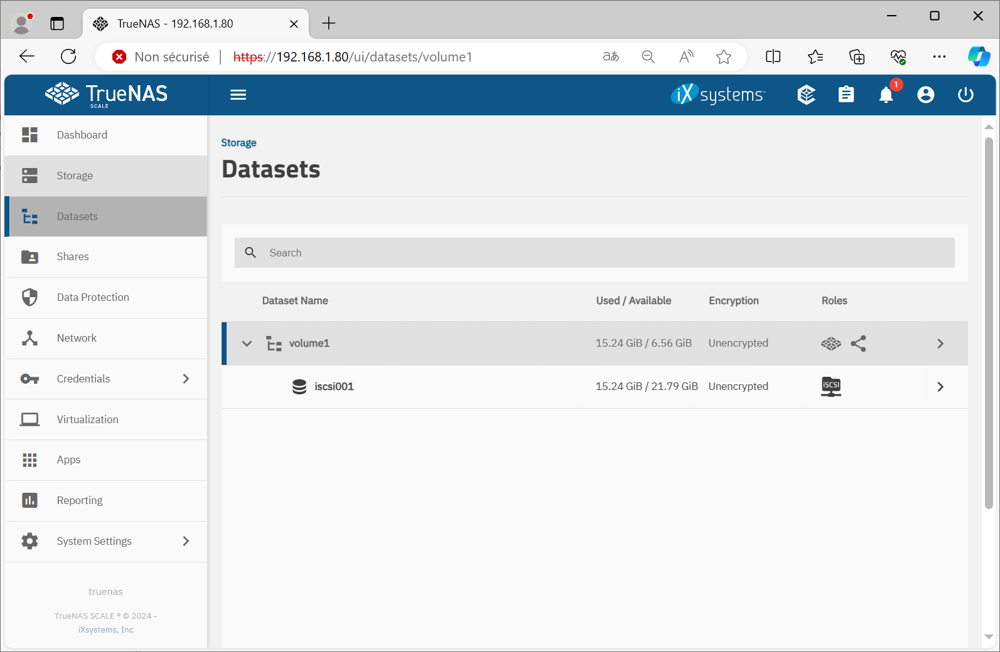 TrueNAS - 192.168.1.80
Non sécurisé
https://192.168.1.80/ui/datasets/volume1
aあ
TrueNAS
SCALE
iXsystems™
1
Dashboard
Storage
Datasets
Shares
Data Protection
Network
Credentials
Virtualization
Apps
Reporting
System Settings
truenas
TrueNAS SCALE ® © 2024 -
iXsystems, Inc
Storage
Datasets
Search
Dataset Name Used / Available Encryption Roles
volume1 15.24 GiB / 6.56 GiB Unencrypted
iscsi001 15.24 GiB / 21.79 GiB Unencrypted iSCSI